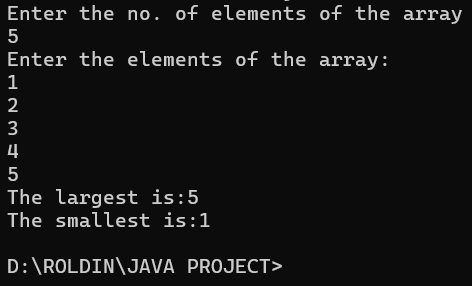 Enter the no. of elements of the array
5
Enter the elements of the array:
1
2
3
4
5
The largest is:5
The smallest is:1
D:\ROLDIN\JAVA PROJECT>